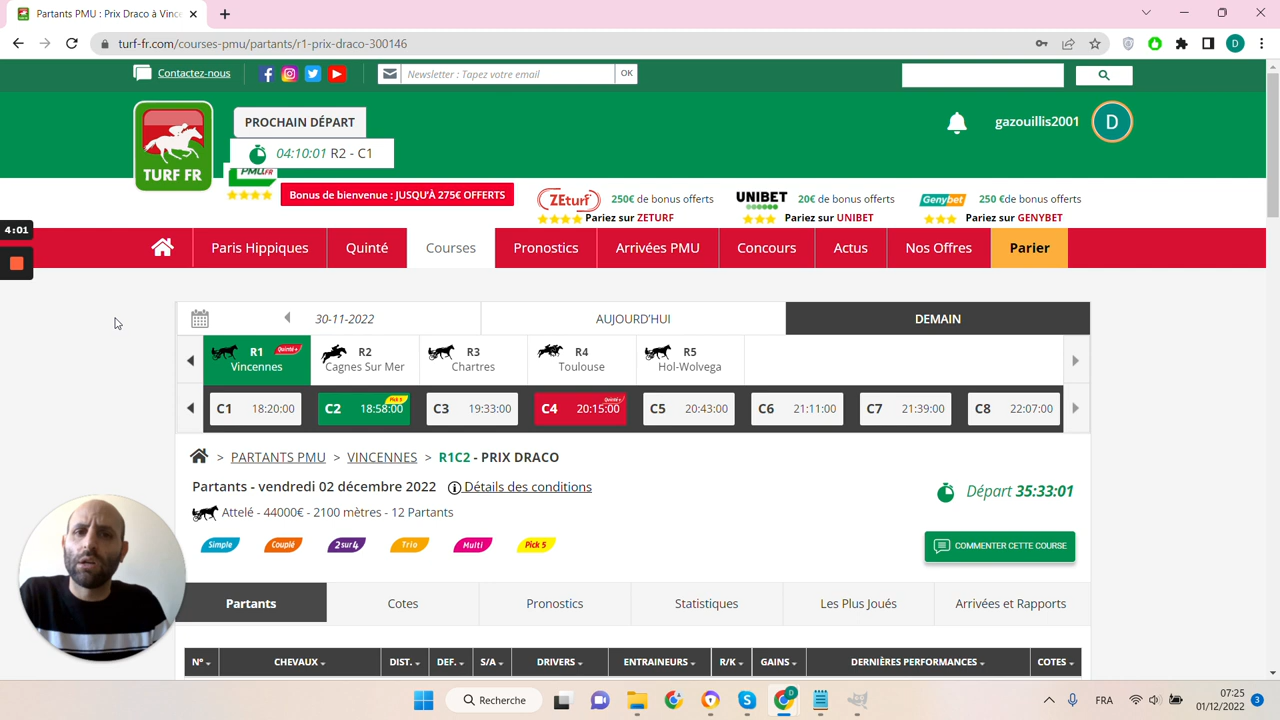 Partants PMU : Prix Draco à Vince
turf-fr.com/courses-pmu/partants/r1-prix-draco-300146
D
Contactez-nous
Newsletter : Tapez votre email
OK
TURF FR
PROCHAIN DÉPART
04:10:01 R2 - C1
gazouillis2001
D
PMU.FR
Bonus de bienvenue : JUSQU'À 275€ OFFERTS
ZEturf 250€ de bonus offerts
Pariez sur ZETURF
UNIBET 20€ de bonus offerts
Pariez sur UNIBET
Genybet 250 €de bonus offerts
Pariez sur GENYBET
4:01
Paris Hippiques Quinté Courses Pronostics Arrivées PMU Concours Actus Nos Offres Parier
30-11-2022 AUJOURD'HUI DEMAIN
R1 Quinté+ R2 R3 R4 R5
Vincennes Cagnes Sur Mer Chartres Toulouse Hol-Wolvega
C1 18:20:00 C2 18:58:00 Pick 5 C3 19:33:00 C4 20:15:00 Quinté+ C5 20:43:00 C6 21:11:00 C7 21:39:00 C8 22:07:00
> PARTANTS PMU > VINCENNES > R1C2 - PRIX DRACO
Partants - vendredi 02 décembre 2022 Détails des conditions
Départ 35:33:01
Attelé - 44000€ - 2100 mètres - 12 Partants
Simple Couplé 2sur4 Trio Multi Pick 5
COMMENTER CETTE COURSE
Partants Cotes Pronostics Statistiques Les Plus Joués Arrivées et Rapports
N° CHEVAUX DIST. DEF. S/A DRIVERS ENTRAINEURS R/K GAINS DERNIÈRES PERFORMANCES COTES
Recherche
D
FRA
07:25
01/12/2022
3